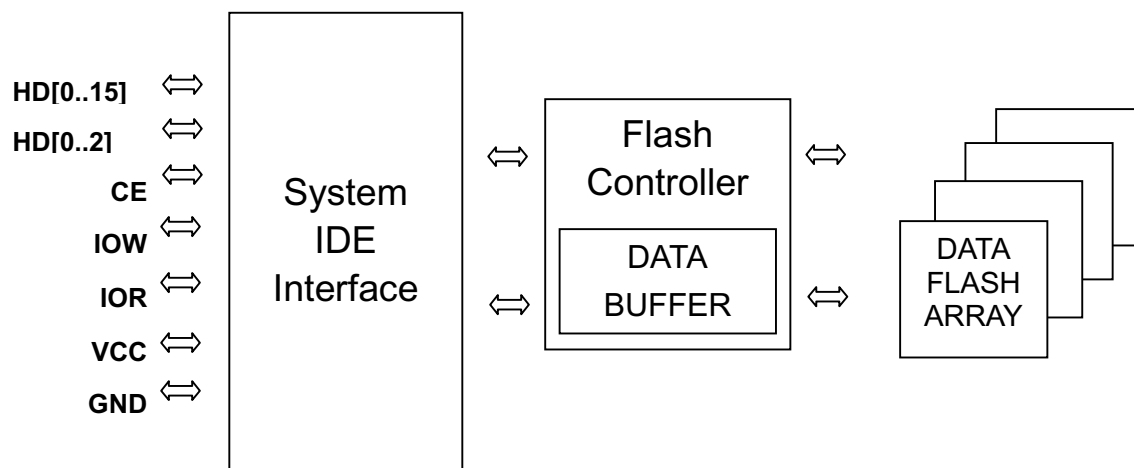 HD[0..15]
HD[0..2]
CE
IOW
IOR
VCC
GND
System
IDE
Interface
Flash
Controller
DATA
BUFFER
DATA
FLASH
ARRAY